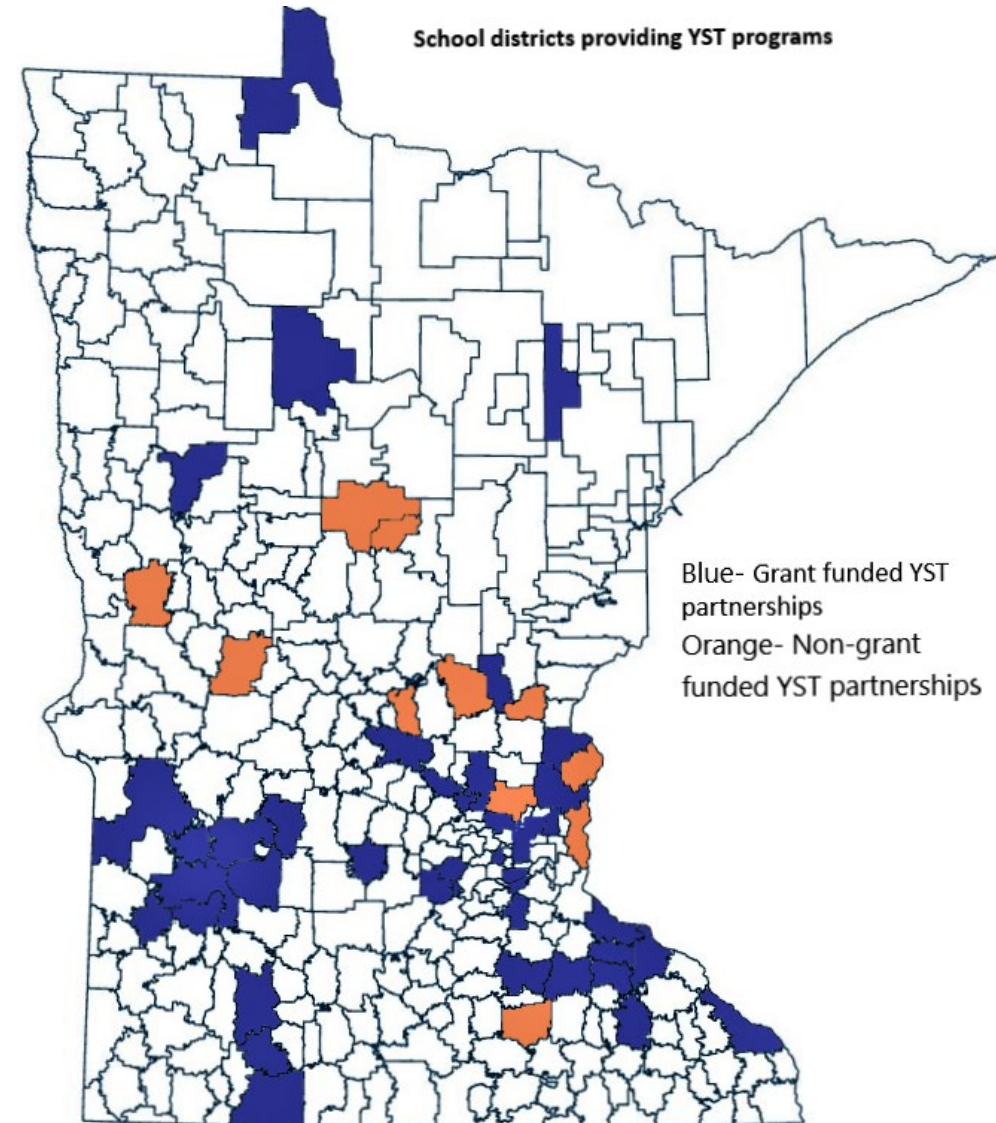 School districts providing YST programs
Blue- Grant funded YST
partnerships
Orange- Non-grant
funded YST partnerships